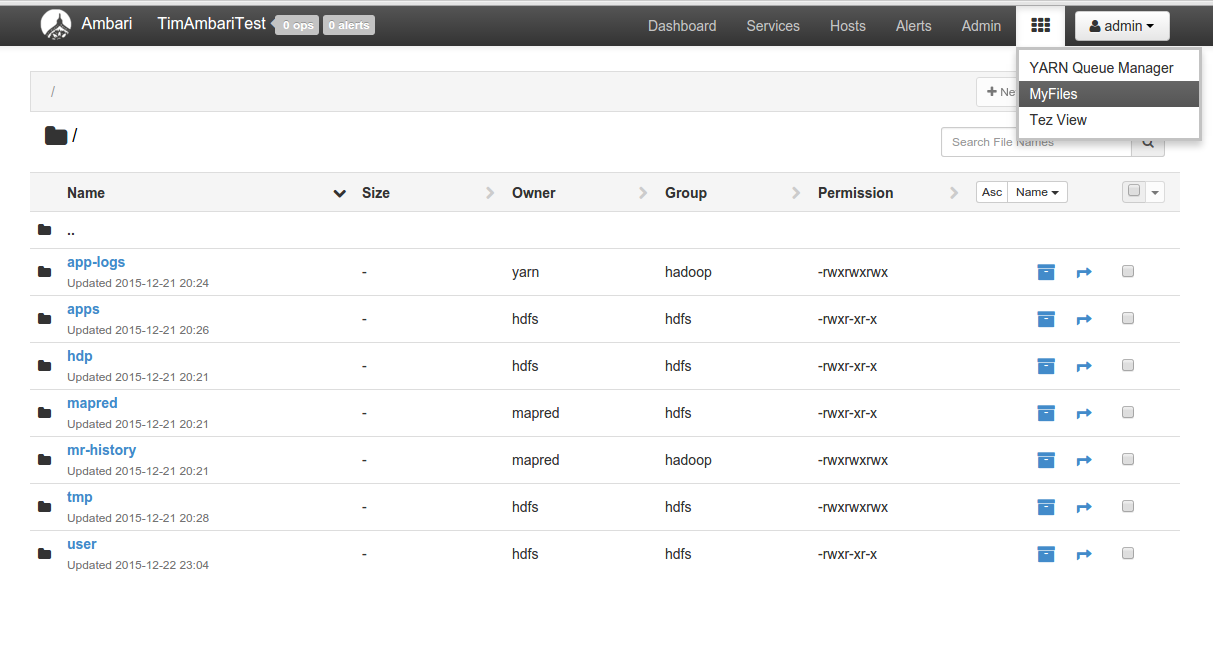 Ambari TimAmbariTest 0 ops 0 alerts Dashboard Services Hosts Alerts Admin admin
YARN Queue Manager
MyFiles
Tez View
/
/
Search File Names
Name Size Owner Group Permission Asc Name
..
app-logs
Updated 2015-12-21 20:24
- yarn hadoop -rwxrwxrwx
apps
Updated 2015-12-21 20:26
- hdfs hdfs -rwxr-xr-x
hdp
Updated 2015-12-21 20:21
- hdfs hdfs -rwxr-xr-x
mapred
Updated 2015-12-21 20:21
- mapred hdfs -rwxr-xr-x
mr-history
Updated 2015-12-21 20:21
- mapred hadoop -rwxrwxrwx
tmp
Updated 2015-12-21 20:28
- hdfs hdfs -rwxrwxrwx
user
Updated 2015-12-22 23:04
- hdfs hdfs -rwxr-xr-x